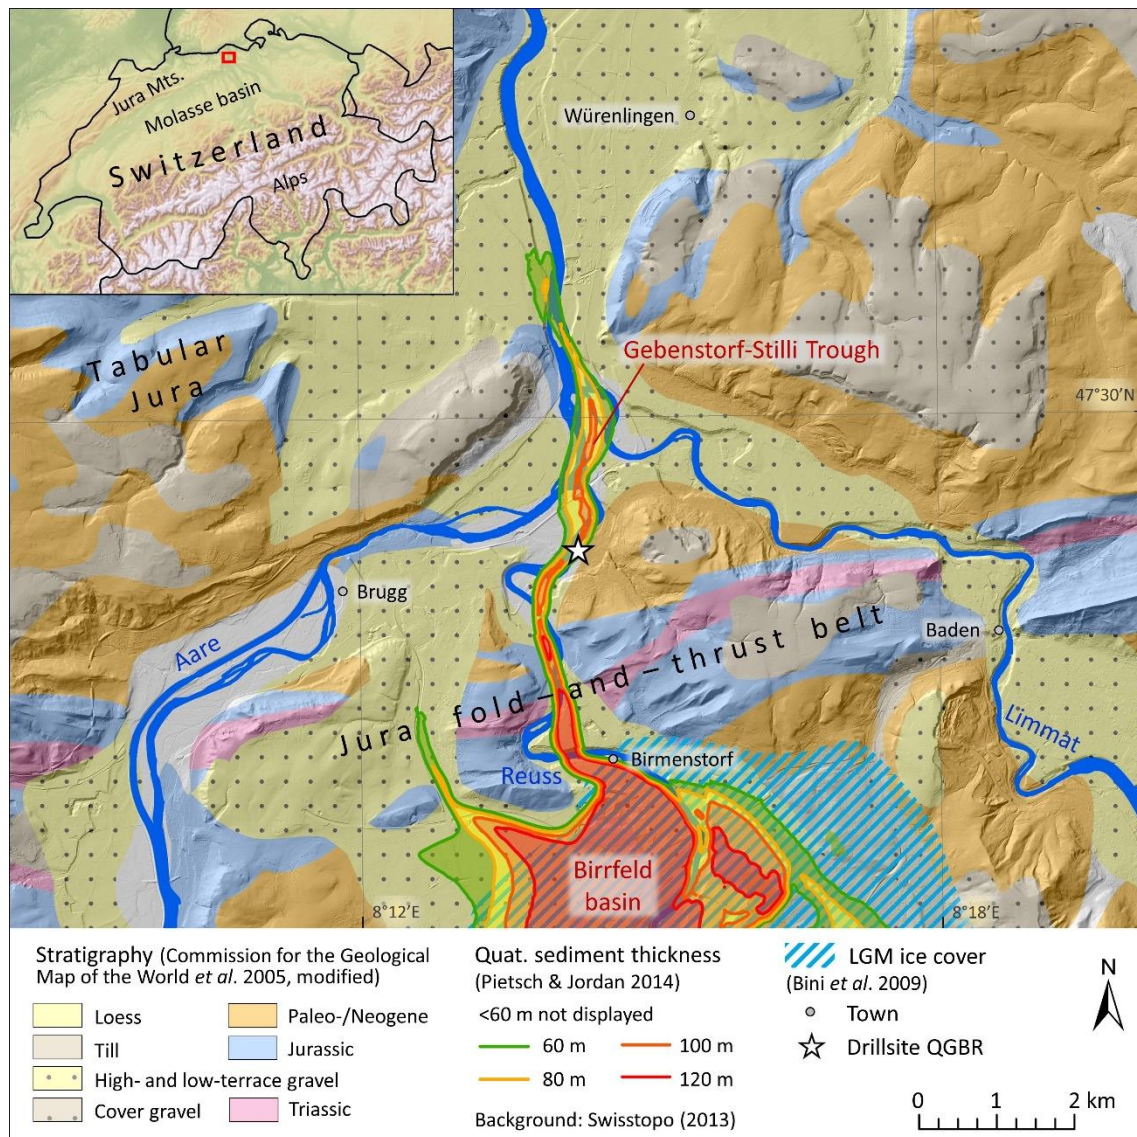 Jura Mts.
Molasse basin
Switzerland
Alps
Würenlingen
Tabular
Jura
Gebenstorf-Stilli Trough
47°30'N
Brugg
Aare
Baden
Jura fold–and–thrust belt
Limmat
Reuss
Birmenstorf
Birrfeld
basin
8°12'E
8°18'E
Stratigraphy (Commission for the Geological
Map of the World et al. 2005, modified)
Loess
Paleo-/Neogene
Till
Jurassic
High- and low-terrace gravel
Cover gravel
Triassic
Quat. sediment thickness
(Pietsch & Jordan 2014)
<60 m not displayed
60 m
100 m
80 m
120 m
Background: Swisstopo (2013)
LGM ice cover
(Bini et al. 2009)
Town
Drillsite QGBR
N
0 1 2 km